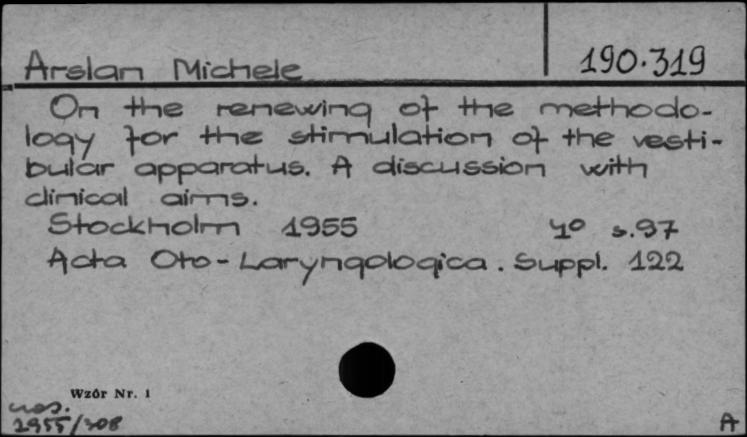 Arslan Michele 190.319
On the renewing of the methodo-
logy for the stimulation of the vesti-
bular apparatus. A discussion with
clinical aims.
Stockholm 1955 4° s.97
Acta Oto-Laryngologica. Suppl. 122
Wzór Nr. 1
1955/308 A